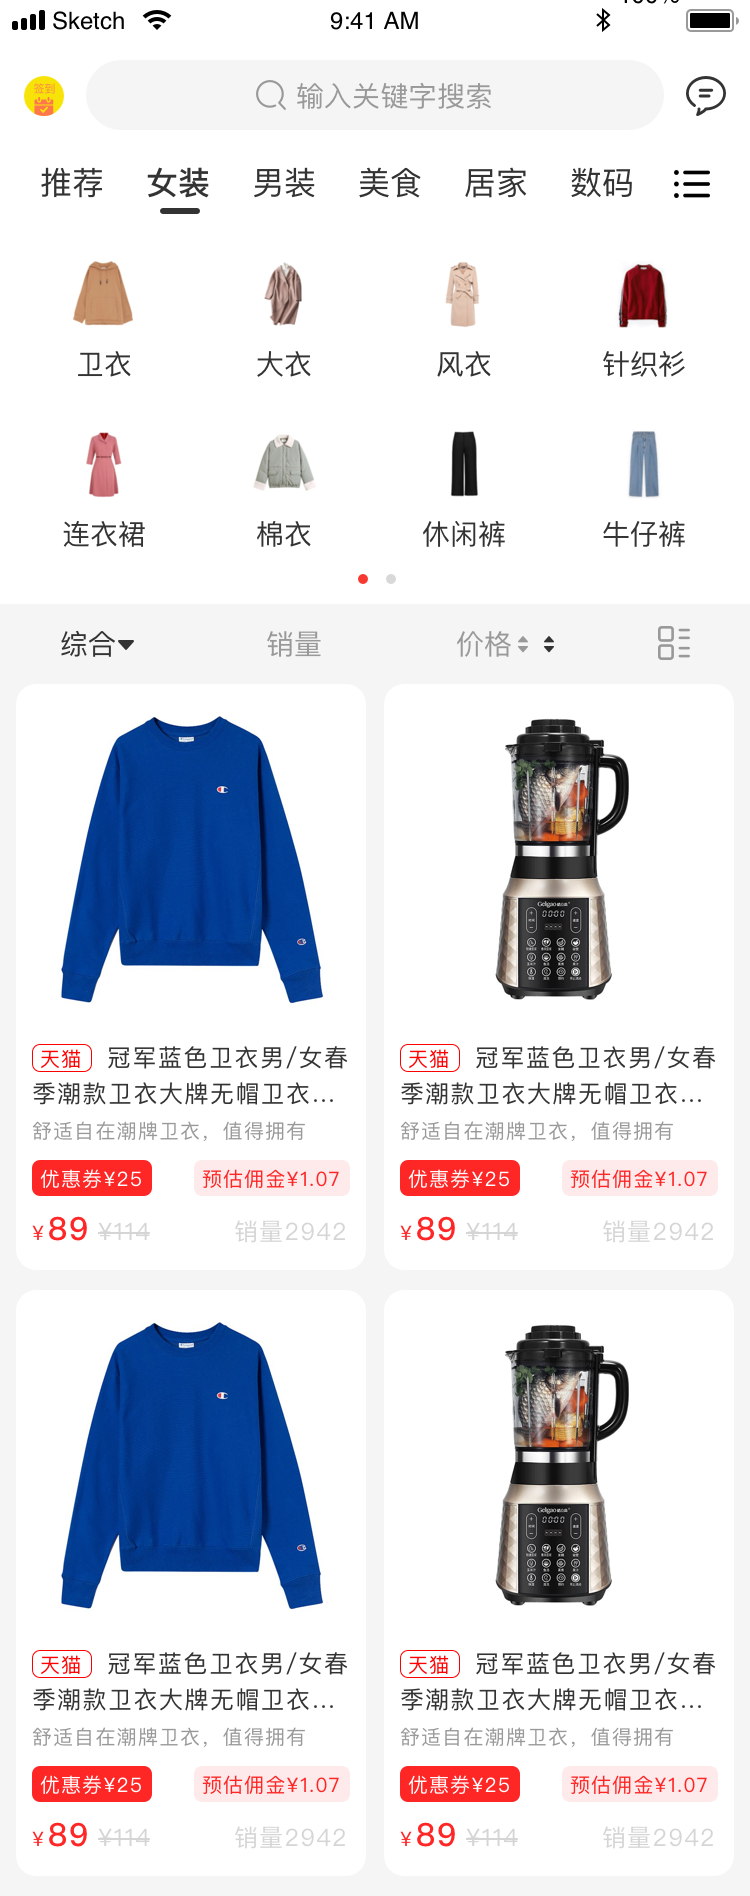 Sketch 9:41 AM
签到
输入关键字搜索
推荐 女装 男装 美食 居家 数码
卫衣 大衣 风衣 针织衫
连衣裙 棉衣 休闲裤 牛仔裤
综合 销量 价格
Gelgao
天猫 冠军蓝色卫衣男/女春
季潮款卫衣大牌无帽卫衣...
舒适自在潮牌卫衣，值得拥有
优惠券¥25 预估佣金¥1.07
¥89 ¥114 销量2942
天猫 冠军蓝色卫衣男/女春
季潮款卫衣大牌无帽卫衣...
舒适自在潮牌卫衣，值得拥有
优惠券¥25 预估佣金¥1.07
¥89 ¥114 销量2942
Gelgao
天猫 冠军蓝色卫衣男/女春
季潮款卫衣大牌无帽卫衣...
舒适自在潮牌卫衣，值得拥有
优惠券¥25 预估佣金¥1.07
¥89 ¥114 销量2942
天猫 冠军蓝色卫衣男/女春
季潮款卫衣大牌无帽卫衣...
舒适自在潮牌卫衣，值得拥有
优惠券¥25 预估佣金¥1.07
¥89 ¥114 销量2942